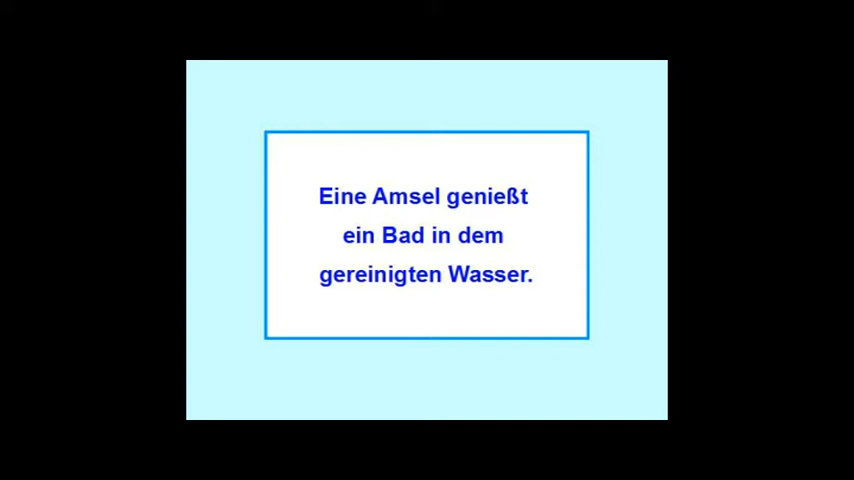 Eine Amsel genießt
ein Bad in dem
gereinigten Wasser.